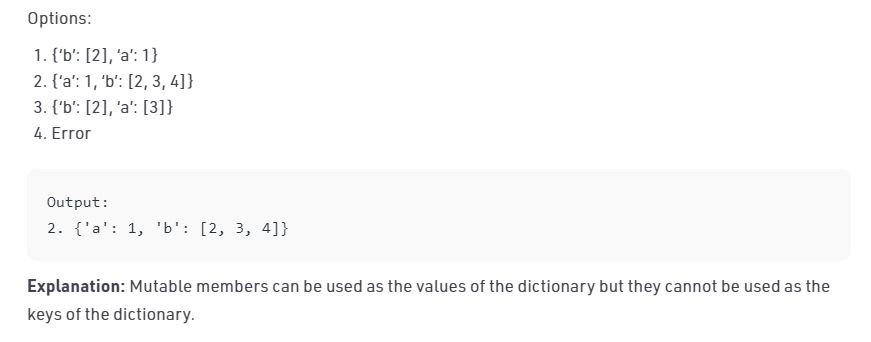 Options:
1. {‘b’: [2], ‘a’: 1}
2. {‘a’: 1, ‘b’: [2, 3, 4]}
3. {‘b’: [2], ‘a’: [3]}
4. Error
Output:
2. {'a': 1, 'b': [2, 3, 4]}
Explanation: Mutable members can be used as the values of the dictionary but they cannot be used as the
keys of the dictionary.